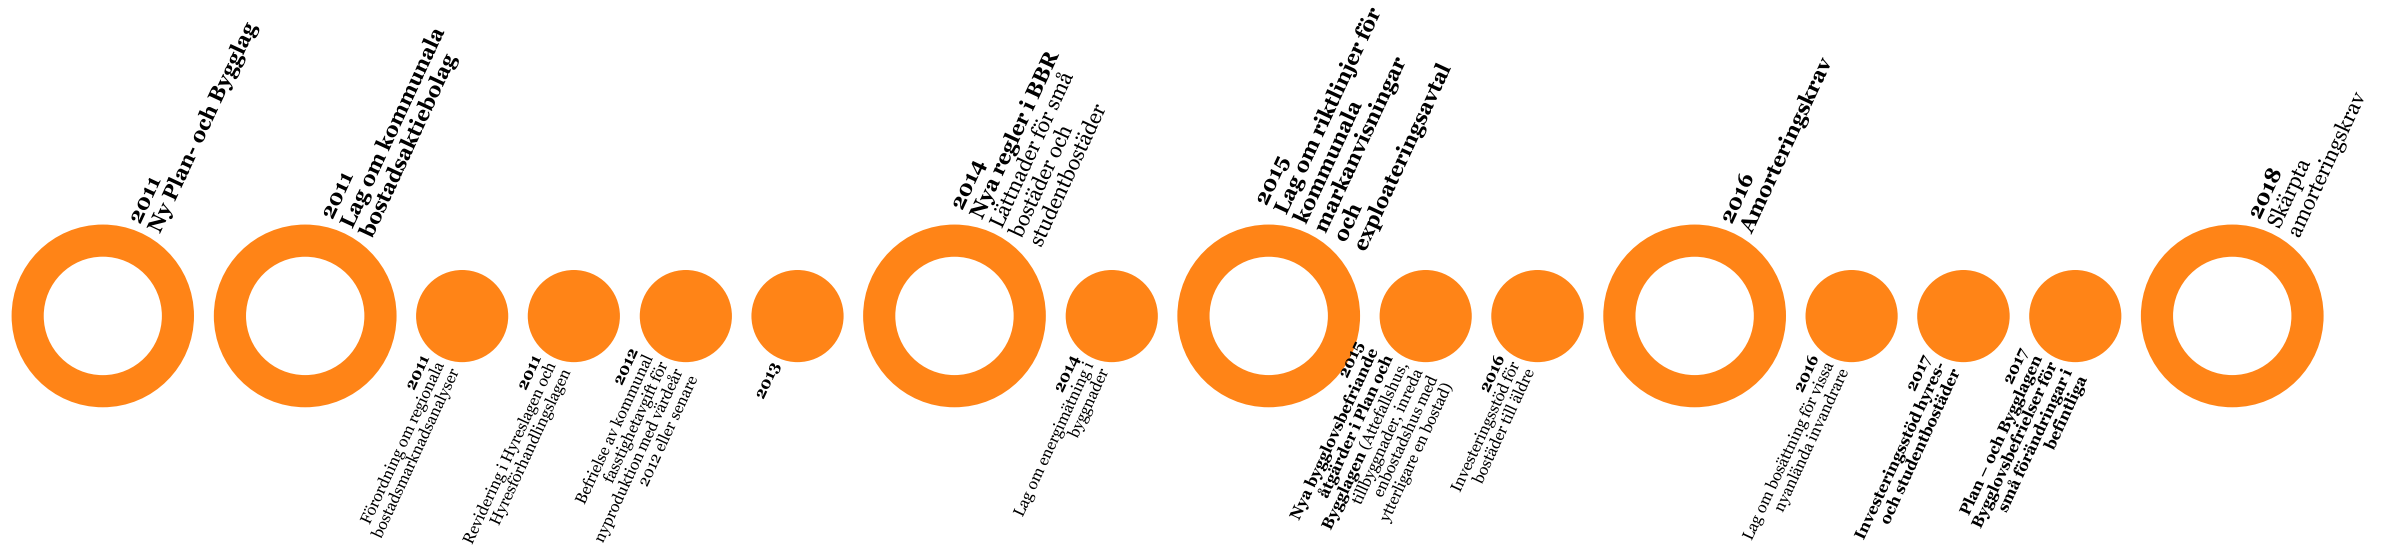 2011
Ny Plan- och Bygglag
2011
Lag om kommunala
bostadsaktiebolag
2011
Förordning om regionala
bostadsmarknadsanalyser
2011
Revidering i Hyreslagen och
Hyresförhandlingslagen
2012
Befrielse av kommunal
fasstighetavgift för
nyproduktion med värdeår
2012 eller senare
2013
2014
Nya regler i BBR
Lättnader för små
bostäder och
studentbostäder
2014
Lag om energimätning i
byggnader
2015
Lag om riktlinjer för
kommunala
markanvisningar
och
exploateringsavtal
2015
Nya bygglovsbefriande
åtgärder i Plan och
Bygglagen (Attefallshus,
tillbyggnader, inreda
enbostadshus med
ytterligare en bostad)
2016
Investeringsstöd för
bostäder till äldre
2016
Amorteringskrav
2016
Lag om bosättning för vissa
nyanlända invandrare
2017
Investeringsstöd hyres-
och studentbostäder
2017
Plan – och Bygglagen
Bygglovsbefrielser för
små förändringar i
befintliga
2018
Skärpta
amorteringskrav